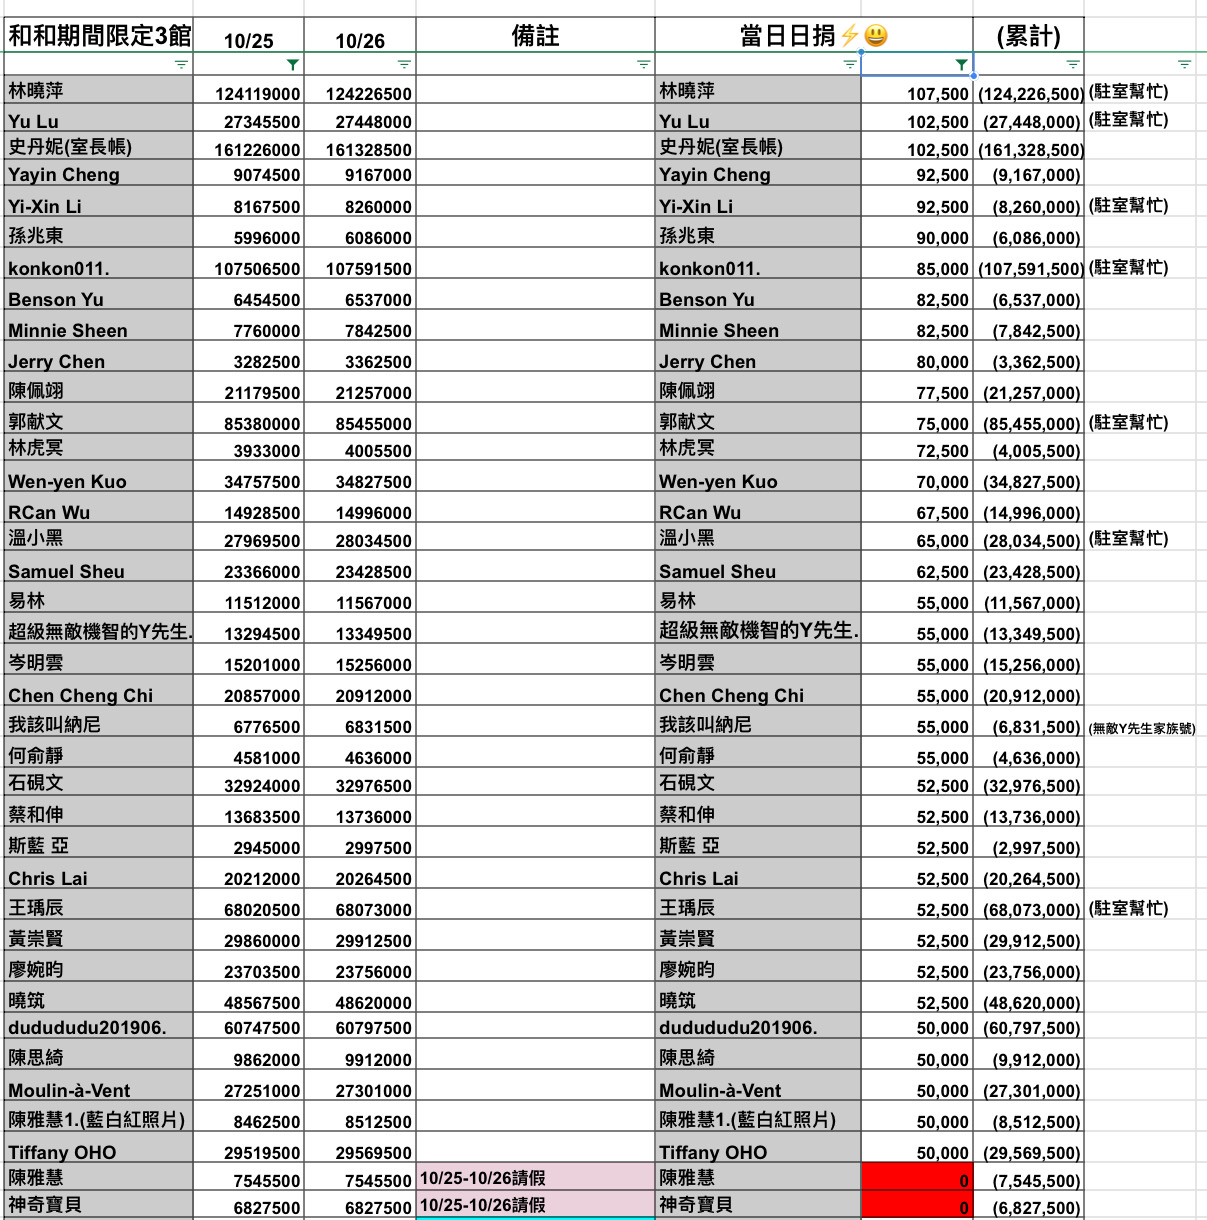 和和期間限定3館 10/25 10/26 備註 當日日捐⚡😃 (累計)
林曉萍 124119000 124226500 林曉萍 107,500 (124,226,500) (駐室幫忙)
Yu Lu 27345500 27448000 Yu Lu 102,500 (27,448,000) (駐室幫忙)
史丹妮(室長帳) 161226000 161328500 史丹妮(室長帳) 102,500 (161,328,500)
Yayin Cheng 9074500 9167000 Yayin Cheng 92,500 (9,167,000)
Yi-Xin Li 8167500 8260000 Yi-Xin Li 92,500 (8,260,000) (駐室幫忙)
孫兆東 5996000 6086000 孫兆東 90,000 (6,086,000)
konkon011. 107506500 107591500 konkon011. 85,000 (107,591,500) (駐室幫忙)
Benson Yu 6454500 6537000 Benson Yu 82,500 (6,537,000)
Minnie Sheen 7760000 7842500 Minnie Sheen 82,500 (7,842,500)
Jerry Chen 3282500 3362500 Jerry Chen 80,000 (3,362,500)
陳佩翊 21179500 21257000 陳佩翊 77,500 (21,257,000)
郭献文 85380000 85455000 郭献文 75,000 (85,455,000) (駐室幫忙)
林虎冥 3933000 4005500 林虎冥 72,500 (4,005,500)
Wen-yen Kuo 34757500 34827500 Wen-yen Kuo 70,000 (34,827,500)
RCan Wu 14928500 14996000 RCan Wu 67,500 (14,996,000)
溫小黑 27969500 28034500 溫小黑 65,000 (28,034,500) (駐室幫忙)
Samuel Sheu 23366000 23428500 Samuel Sheu 62,500 (23,428,500)
易林 11512000 11567000 易林 55,000 (11,567,000)
超級無敵機智的Y先生. 13294500 13349500 超級無敵機智的Y先生. 55,000 (13,349,500)
岑明雲 15201000 15256000 岑明雲 55,000 (15,256,000)
Chen Cheng Chi 20857000 20912000 Chen Cheng Chi 55,000 (20,912,000)
我該叫納尼 6776500 6831500 我該叫納尼 55,000 (6,831,500) (無敵Y先生家族號)
何俞靜 4581000 4636000 何俞靜 55,000 (4,636,000)
石硯文 32924000 32976500 石硯文 52,500 (32,976,500)
蔡和伸 13683500 13736000 蔡和伸 52,500 (13,736,000)
斯藍 亞 2945000 2997500 斯藍 亞 52,500 (2,997,500)
Chris Lai 20212000 20264500 Chris Lai 52,500 (20,264,500)
王瑀辰 68020500 68073000 王瑀辰 52,500 (68,073,000) (駐室幫忙)
黃崇賢 29860000 29912500 黃崇賢 52,500 (29,912,500)
廖婉昀 23703500 23756000 廖婉昀 52,500 (23,756,000)
曉筑 48567500 48620000 曉筑 52,500 (48,620,000)
dudududu201906. 60747500 60797500 dudududu201906. 50,000 (60,797,500)
陳思綺 9862000 9912000 陳思綺 50,000 (9,912,000)
Moulin-à-Vent 27251000 27301000 Moulin-à-Vent 50,000 (27,301,000)
陳雅慧1.(藍白紅照片) 8462500 8512500 陳雅慧1.(藍白紅照片) 50,000 (8,512,500)
Tiffany OHO 29519500 29569500 Tiffany OHO 50,000 (29,569,500)
陳雅慧 7545500 7545500 10/25-10/26請假 陳雅慧 0 (7,545,500)
神奇寶貝 6827500 6827500 10/25-10/26請假 神奇寶貝 0 (6,827,500)